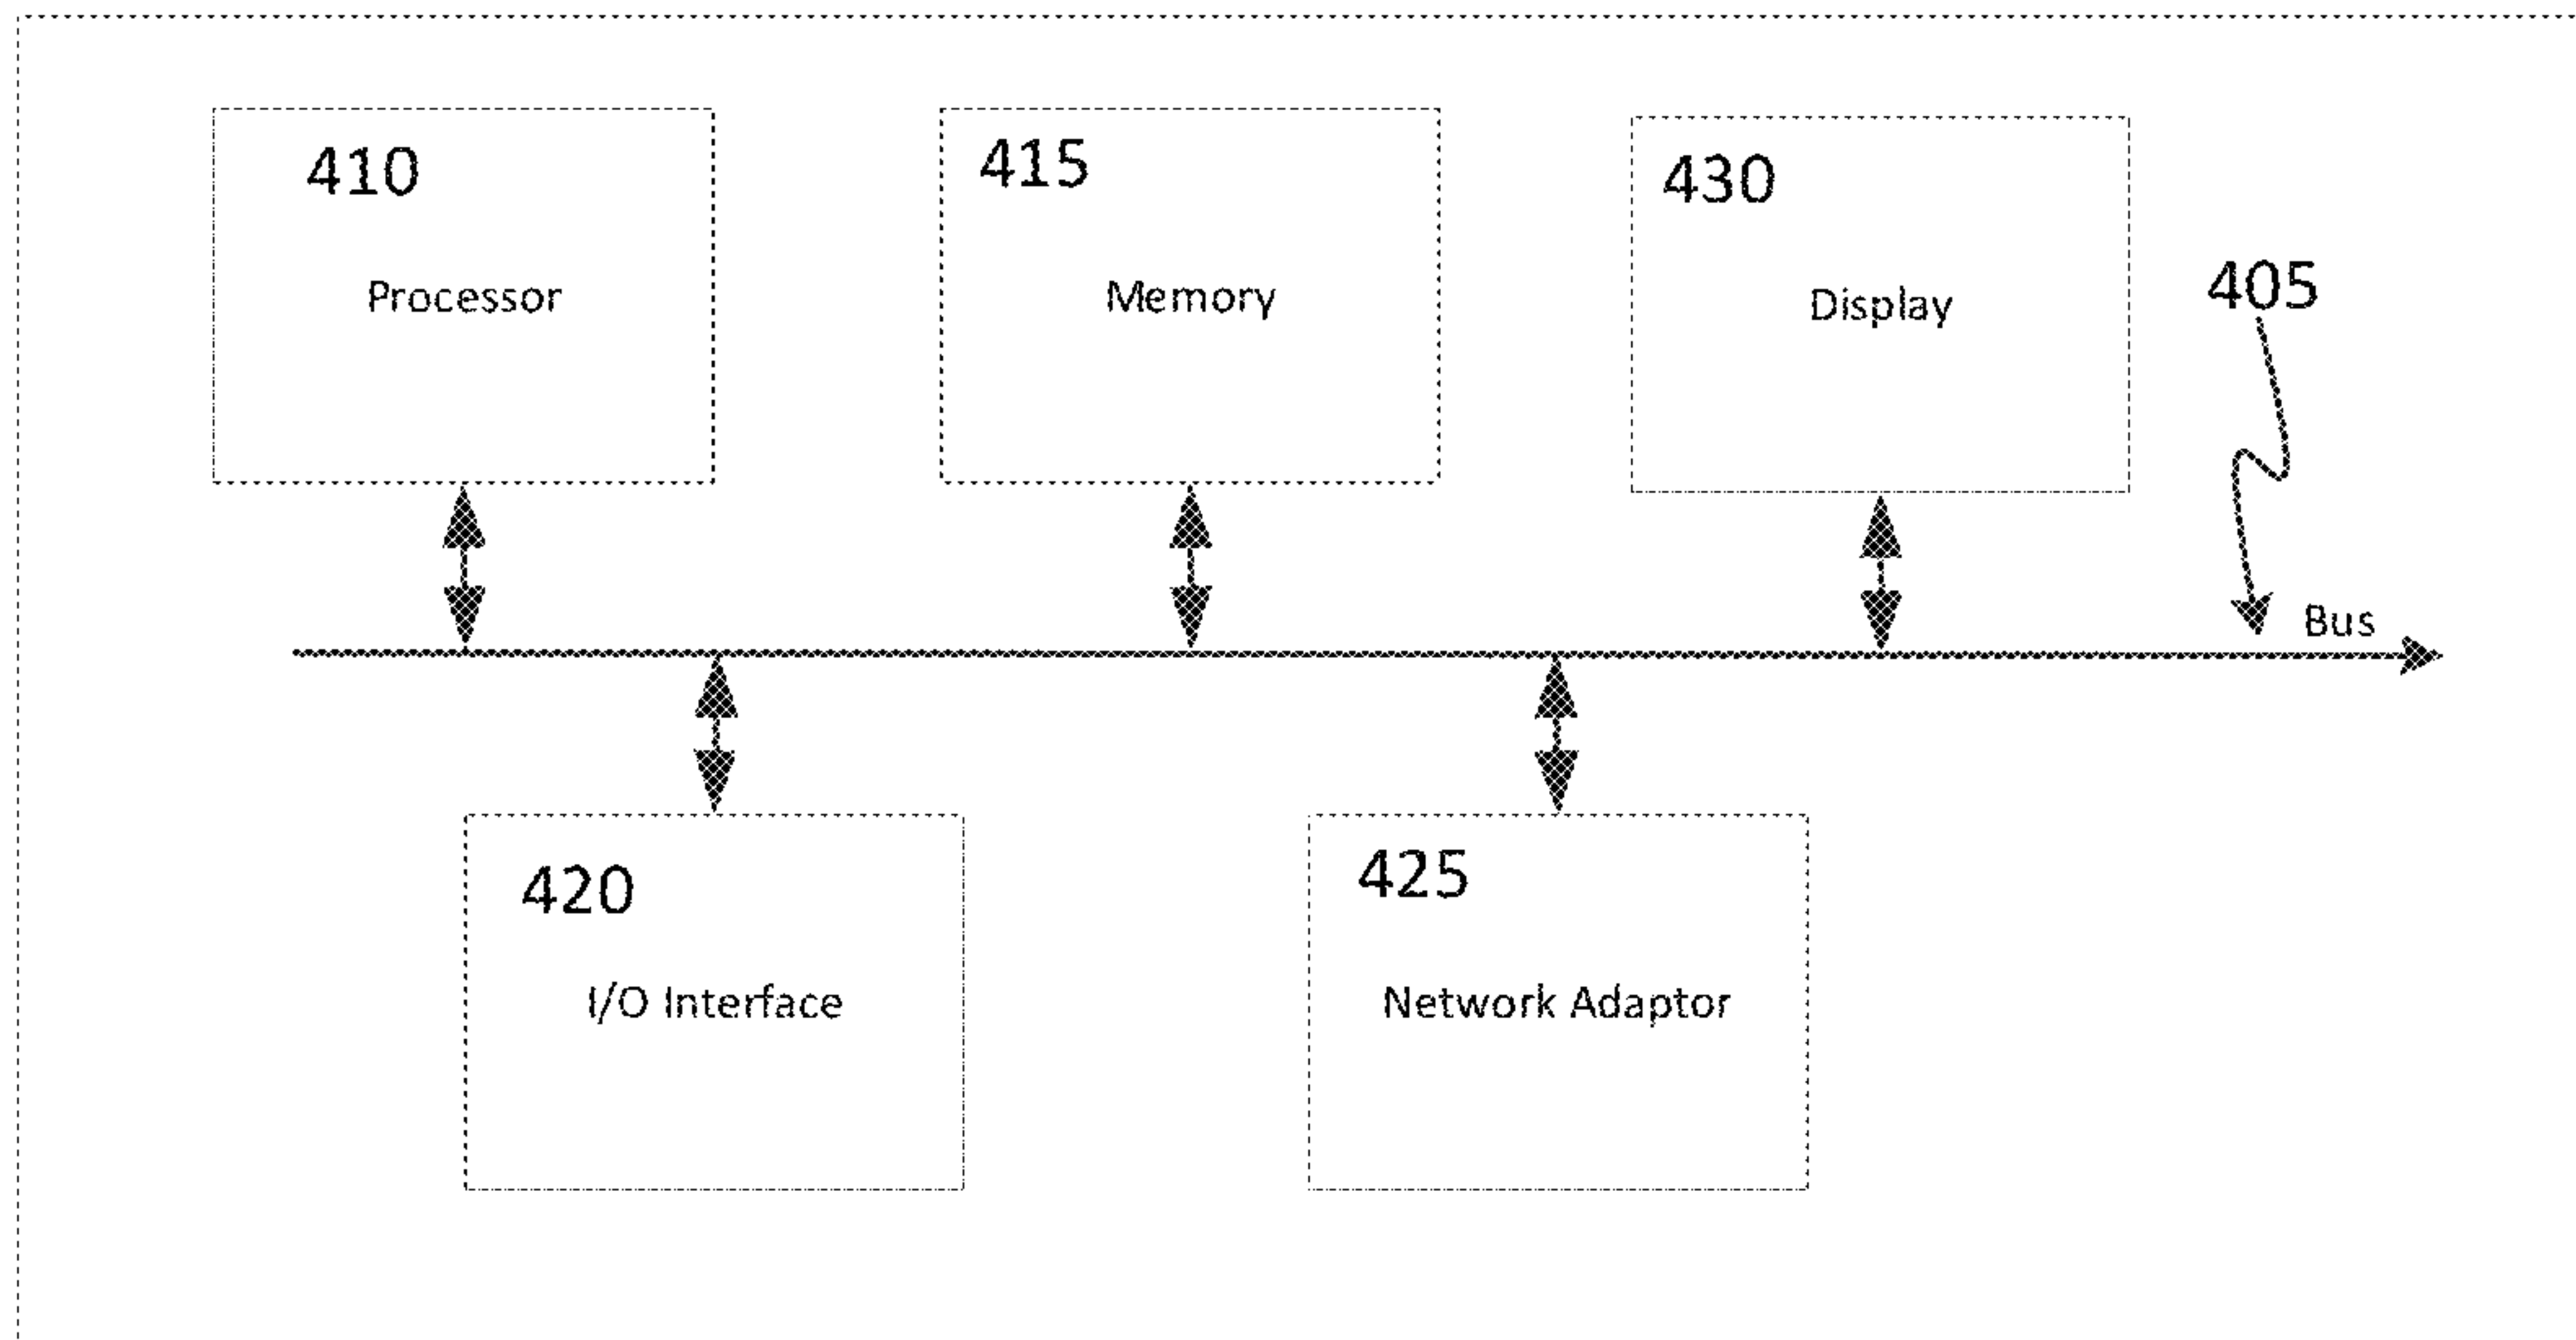 410
Processor
415
Memory
430
Display
405
Bus
420
I/O Interface
425
Network Adaptor